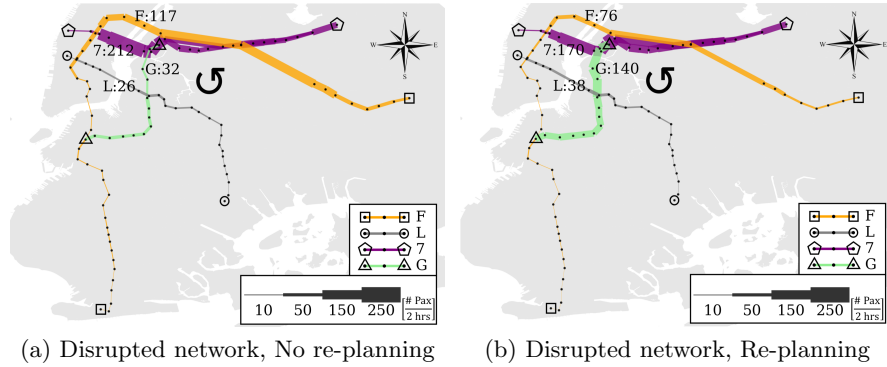 F:117
N
W E
S
7:212
G:32
L:26
F
L
7
G
10 50 150 250 [# Pax / 2 hrs]
(a) Disrupted network, No re-planning
F:76
N
W E
S
7:170
G:140
L:38
F
L
7
G
10 50 150 250 [# Pax / 2 hrs]
(b) Disrupted network, Re-planning